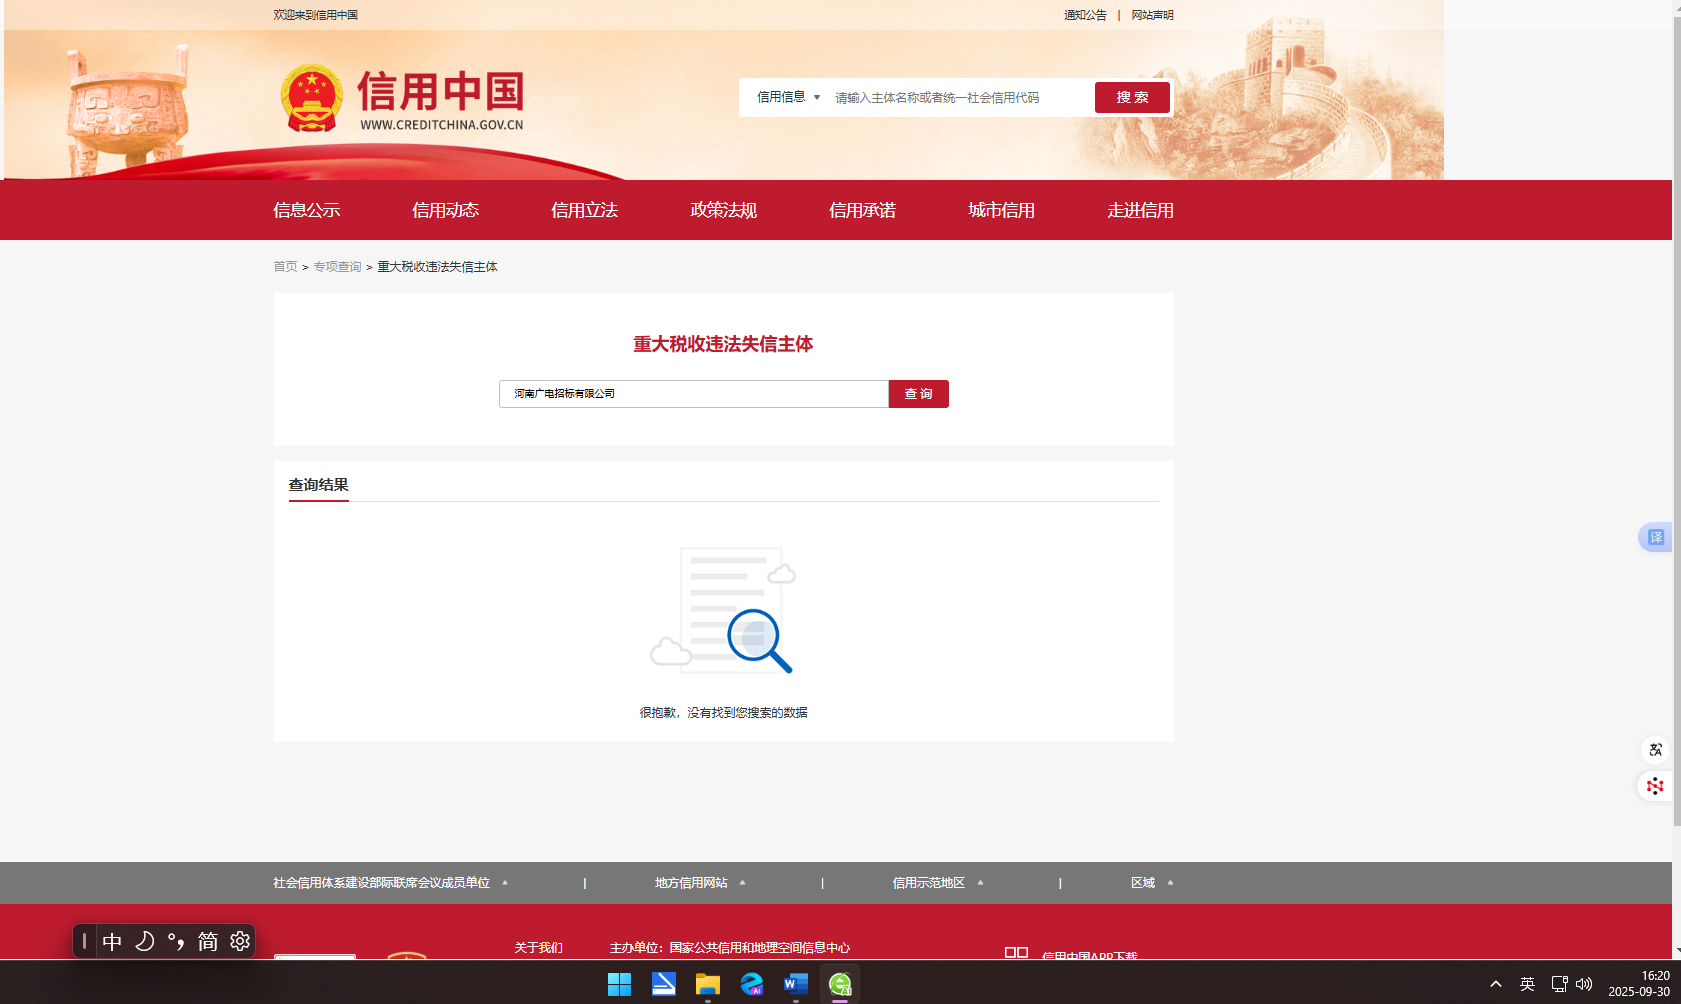 欢迎来到信用中国
通知公告 | 网站声明
信用中国
WWW.CREDITCHINA.GOV.CN
信用信息 请输入主体名称或者统一社会信用代码 搜索
信息公示 信用动态 信用立法 政策法规 信用承诺 城市信用 走进信用
首页 > 专项查询 > 重大税收违法失信主体
重大税收违法失信主体
河南广电招标有限公司 查询
查询结果
很抱歉，没有找到您搜索的数据
译
社会信用体系建设部际联席会议成员单位 | 地方信用网站 | 信用示范地区 | 区域
关于我们 主办单位：国家公共信用和地理空间信息中心 信用中国APP下载
中 简
英
16:20
2025-09-30